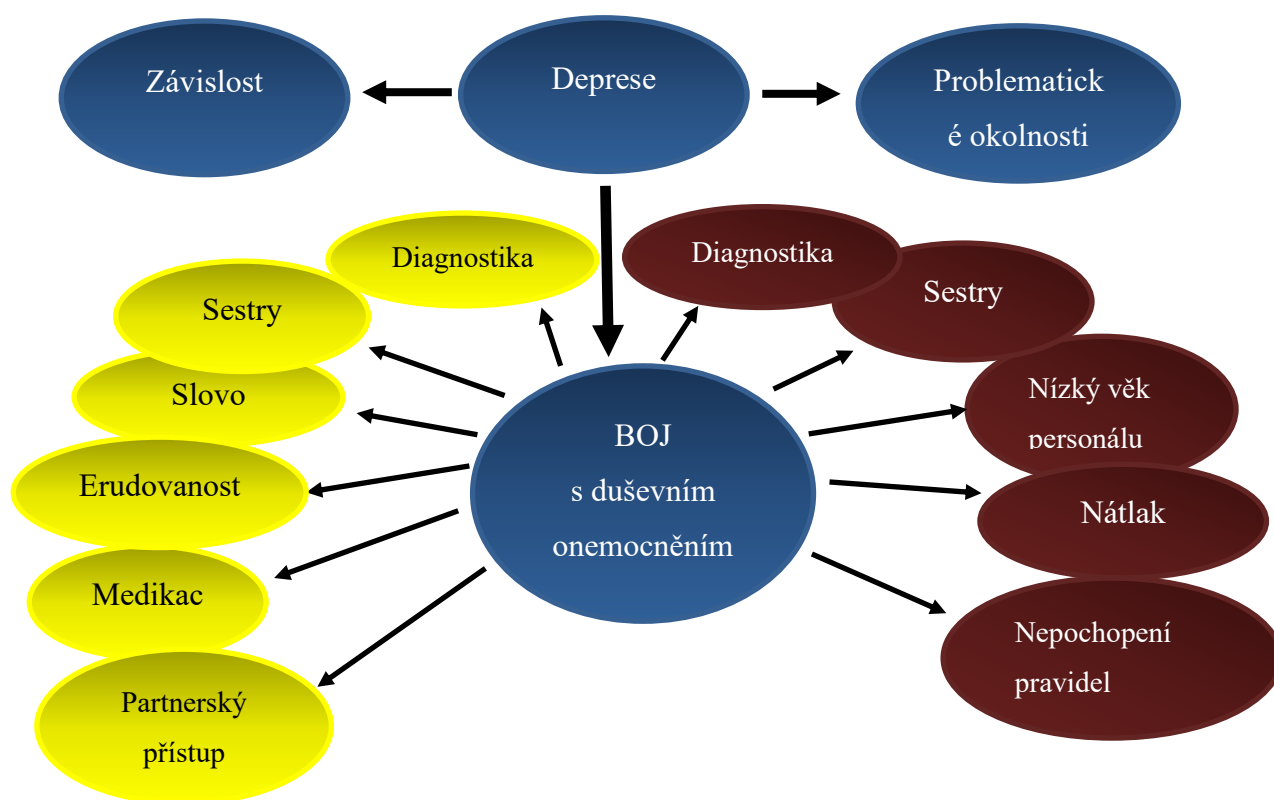 Závislost
Deprese
Problematick
é okolnosti
Diagnostika
Sestry
Slovo
Erudovanost
Medikac
Partnerský
přístup
BOJ
s duševním
onemocněním
Diagnostika
Sestry
Nízký věk
personálu
Nátlak
Nepochopení
pravidel